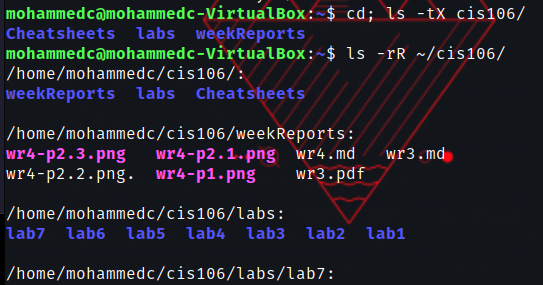 mohammedc@mohammedc-VirtualBox:~$ cd; ls -tX cis106/
Cheatsheets  labs  weekReports
mohammedc@mohammedc-VirtualBox:~$ ls -rR ~/cis106/
/home/mohammedc/cis106/:
weekReports  labs  Cheatsheets

/home/mohammedc/cis106/weekReports:
wr4-p2.3.png   wr4-p2.1.png  wr4.md   wr3.md
wr4-p2.2.png.  wr4-p1.png    wr3.pdf

/home/mohammedc/cis106/labs:
lab7  lab6  lab5  lab4  lab3  lab2  lab1

/home/mohammedc/cis106/labs/lab7: